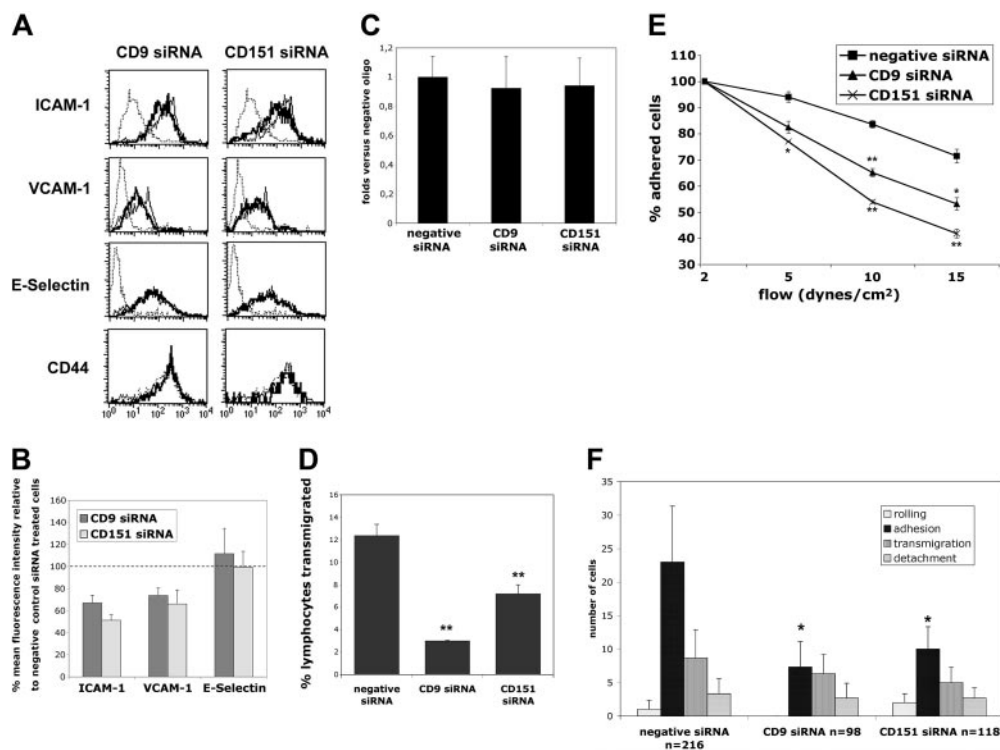 A
CD9 siRNA
CD151 siRNA
ICAM-1
VCAM-1
E-Selectin
CD44
10⁰ 10¹ 10² 10³ 10⁴
10⁰ 10¹ 10² 10³ 10⁴
B
% mean fluorescence intensity relative
to negative control siRNA treated cells
160
140
120
100
80
60
40
20
0
CD9 siRNA
CD151 siRNA
ICAM-1
VCAM-1
E-Selectin
C
folds versus negative oligo
1,2
1
0,8
0,6
0,4
0,2
0
negative
siRNA
CD9
siRNA
CD151
siRNA
D
% lymphocytes transmigrated
16
14
12
10
8
6
4
2
0
**
**
negative
siRNA
CD9 siRNA
CD151
siRNA
E
% adhered cells
110
100
90
80
70
60
50
40
30
negative siRNA
CD9 siRNA
CD151 siRNA
*
**
**
*
**
2
5
10
15
flow (dynes/cm²)
F
number of cells
35
30
25
20
15
10
5
0
rolling
adhesion
transmigration
detachment
*
*
negative siRNA
n=216
CD9 siRNA n=98
CD151 siRNA n=118